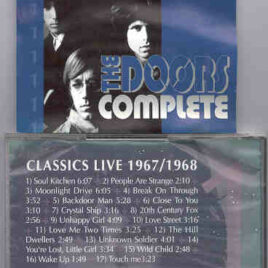 THE
DOORS
COMPLETE
CLASSICS LIVE 1967/1968
1) Soul Kitchen 6:07 + 2) People Are Strange 2:10 +
3) Moonlight Drive 6:05 + 4) Break On Through
3:52 + 5) Backdoor Man 5:28 + 6) Close To You
3:10 + 7) Crystal Ship 3:16 + 8) 20th Century Fox
2:56 + 9) Unhappy Girl 4:09 + 10) Love Street 3:16
+ 11) Love Me Two Times 3:25 + 12) The Hill
Dwellers 2:49 + 13) Unknown Soldier 4:01 + 14)
You're Lost, Little Girl 3:34 + 15) Wild Child 2:48 +
16) Wake Up 1:49 + 17) Touch me 3:23